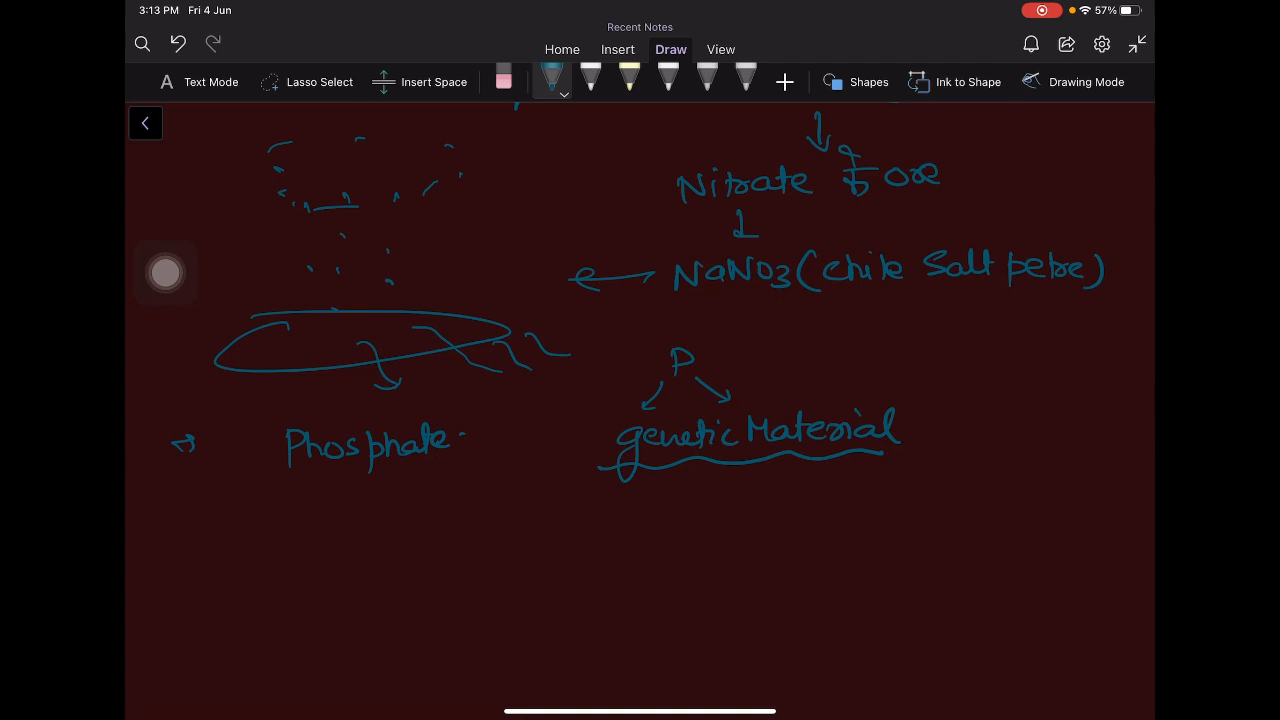 3:13 PM Fri 4 Jun
57%
Recent Notes
Home Insert Draw View
Text Mode Lasso Select Insert Space Shapes Ink to Shape Drawing Mode
Nitrate ore
NaNO3 (Chile Salt petre)
P
Phosphate
genetic Material